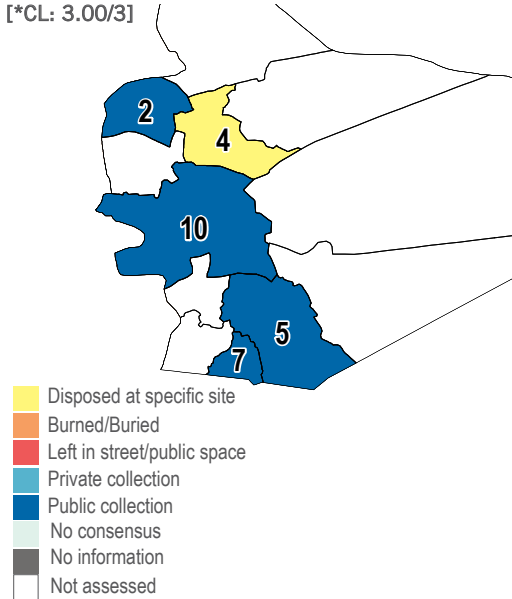 [*CL: 3.00/3]
2
4
10
5
7
Disposed at specific site
Burned/Buried
Left in street/public space
Private collection
Public collection
No consensus
No information
Not assessed